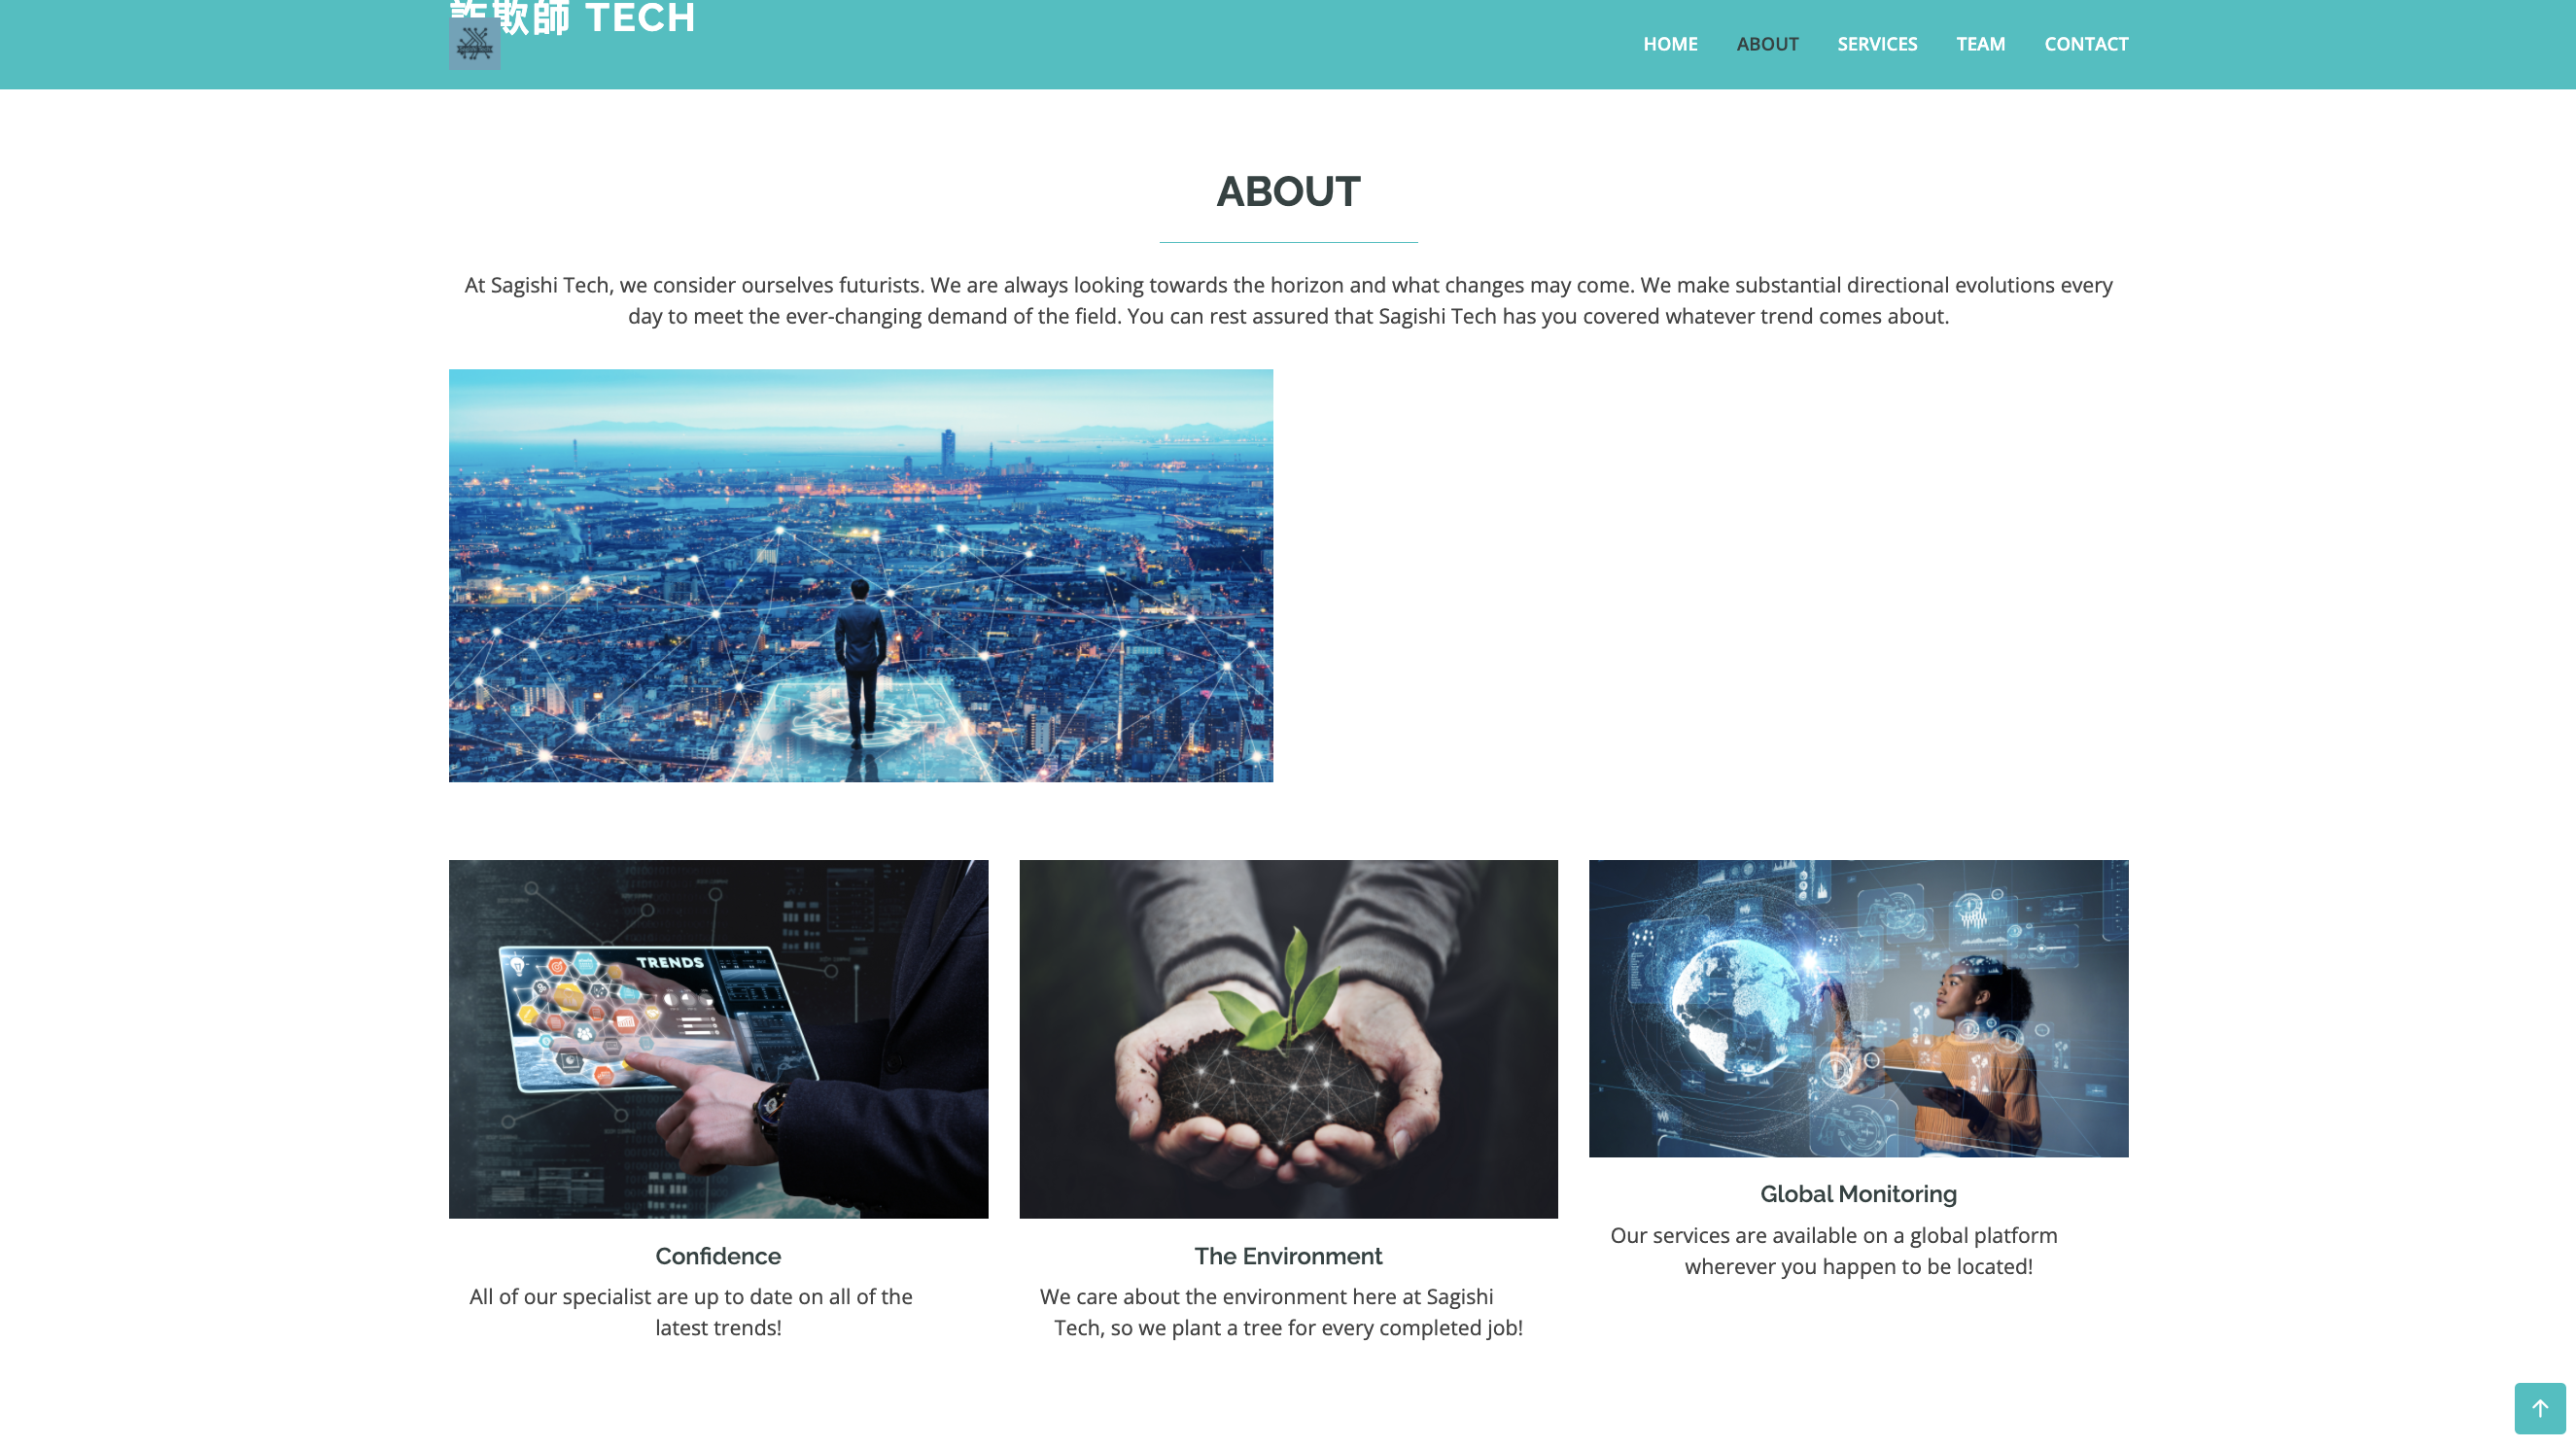 詐欺師 TECH
HOME ABOUT SERVICES TEAM CONTACT
ABOUT
At Sagishi Tech, we consider ourselves futurists. We are always looking towards the horizon and what changes may come. We make substantial directional evolutions every
day to meet the ever-changing demand of the field. You can rest assured that Sagishi Tech has you covered whatever trend comes about.
TRENDS
Confidence
All of our specialist are up to date on all of the
latest trends!
The Environment
We care about the environment here at Sagishi
Tech, so we plant a tree for every completed job!
Global Monitoring
Our services are available on a global platform
wherever you happen to be located!